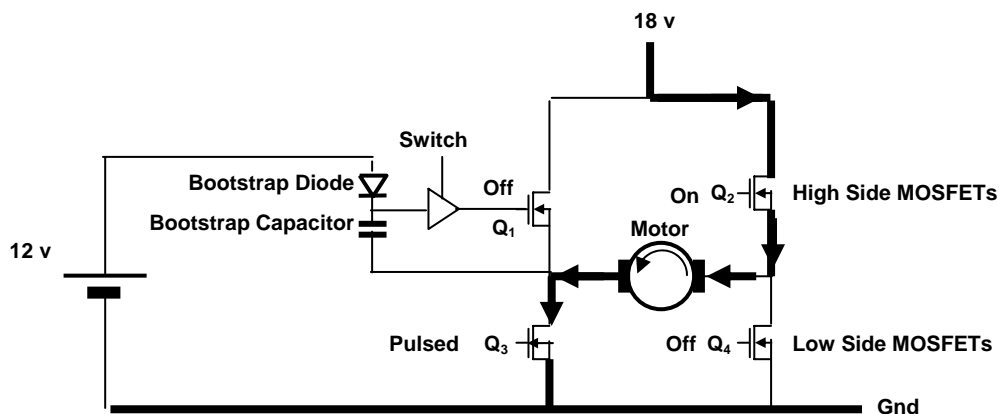 18 v
Switch
Bootstrap Diode
Off
On
Q2
High Side MOSFETs
Bootstrap Capacitor
Q1
Motor
12 v
Pulsed
Q3
Off
Q4
Low Side MOSFETs
Gnd